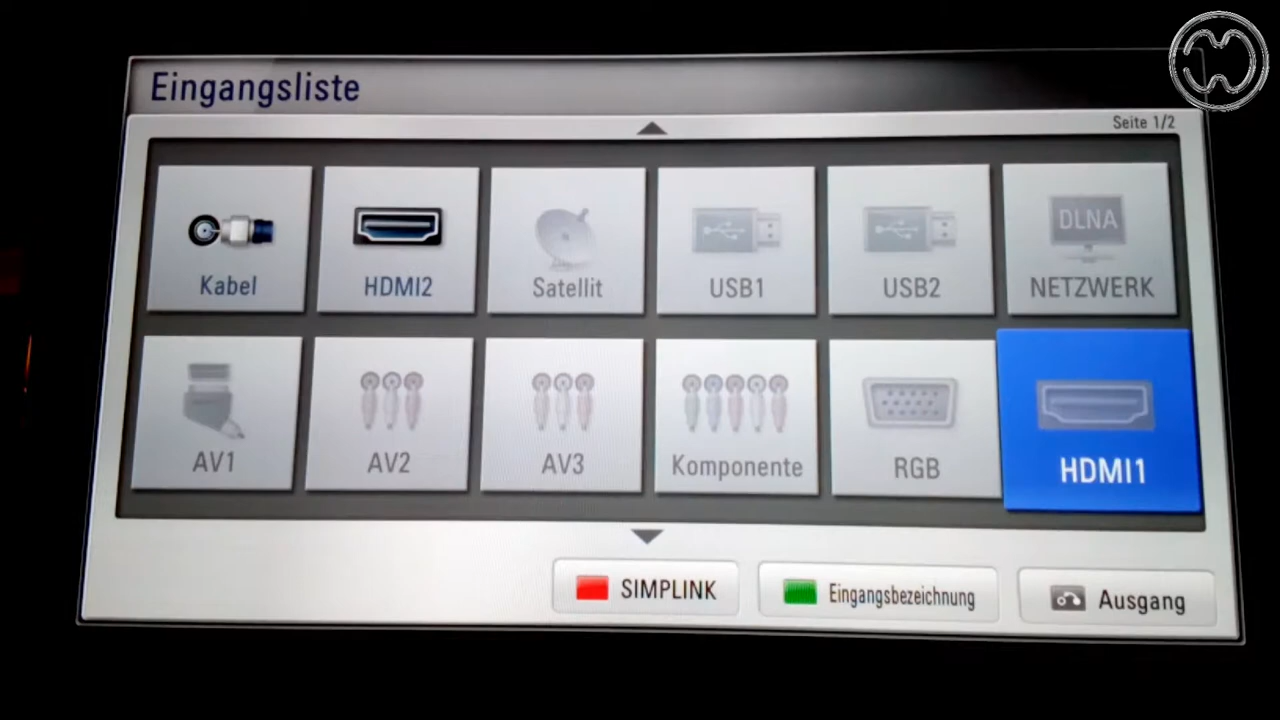 Eingangsliste
Seite 1/2
Kabel
HDMI2
Satellit
USB1
USB2
DLNA
NETZWERK
AV1
AV2
AV3
Komponente
RGB
HDMI1
SIMPLINK
Eingangsbezeichnung
Ausgang